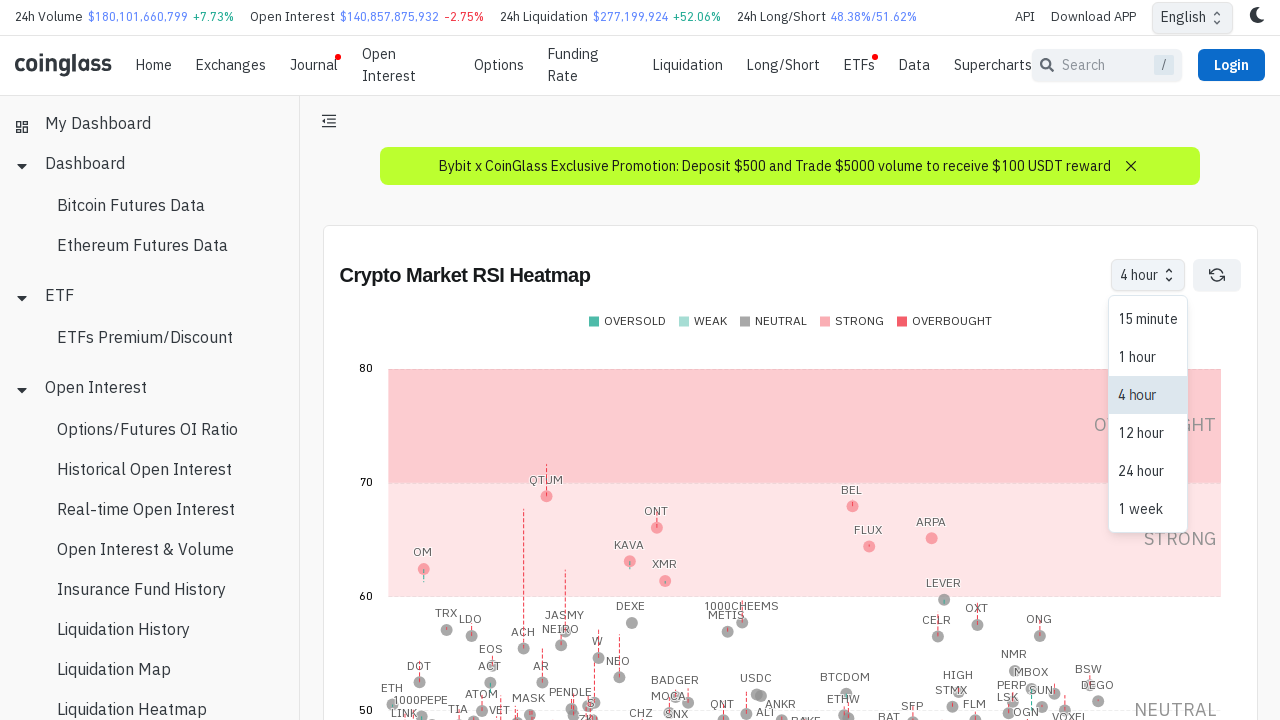 24h Volume $180,101,660,799 +7.73% Open Interest $140,857,875,932 -2.75% 24h Liquidation $277,199,924 +52.06% 24h Long/Short 48.38%/51.62% API Download APP English
coinglass Home Exchanges Journal Open Interest Options Funding Rate Liquidation Long/Short ETFs Data Supercharts Search / Login
My Dashboard
Dashboard
Bitcoin Futures Data
Ethereum Futures Data
ETF
ETFs Premium/Discount
Open Interest
Options/Futures OI Ratio
Historical Open Interest
Real-time Open Interest
Open Interest & Volume
Insurance Fund History
Liquidation History
Liquidation Map
Liquidation Heatmap
Bybit x CoinGlass Exclusive Promotion: Deposit $500 and Trade $5000 volume to receive $100 USDT reward
Crypto Market RSI Heatmap
4 hour
15 minute
1 hour
4 hour
12 hour
24 hour
1 week
OVERSOLD WEAK NEUTRAL STRONG OVERBOUGHT
80
70
QTUM
BEL
ONT
ARPA
FLUX
STRONG
KAVA
OM
XMR
LEVER
60
DEXE
1000CHEEMS
OXT
TRX
LDO
JASMY
METIS
CELR
ONG
NEIRO
ACH
W
EOS
NMR
NEO
DOT
ACT
AR
BSW
MBOX
HIGH
BTCDOM
USDC
BADGER
PERP
DEGO
ETH
STMX
SUN
PENDLE
ATOM
MOCA
LSK
MASK
ETHW
1000PEPE
QNT
ANKR
FLM
SFP
50
NEUTRAL
TIA
VET
S
LINK
CHZ
SNX
ALT
OGN
BAT
VOXEL